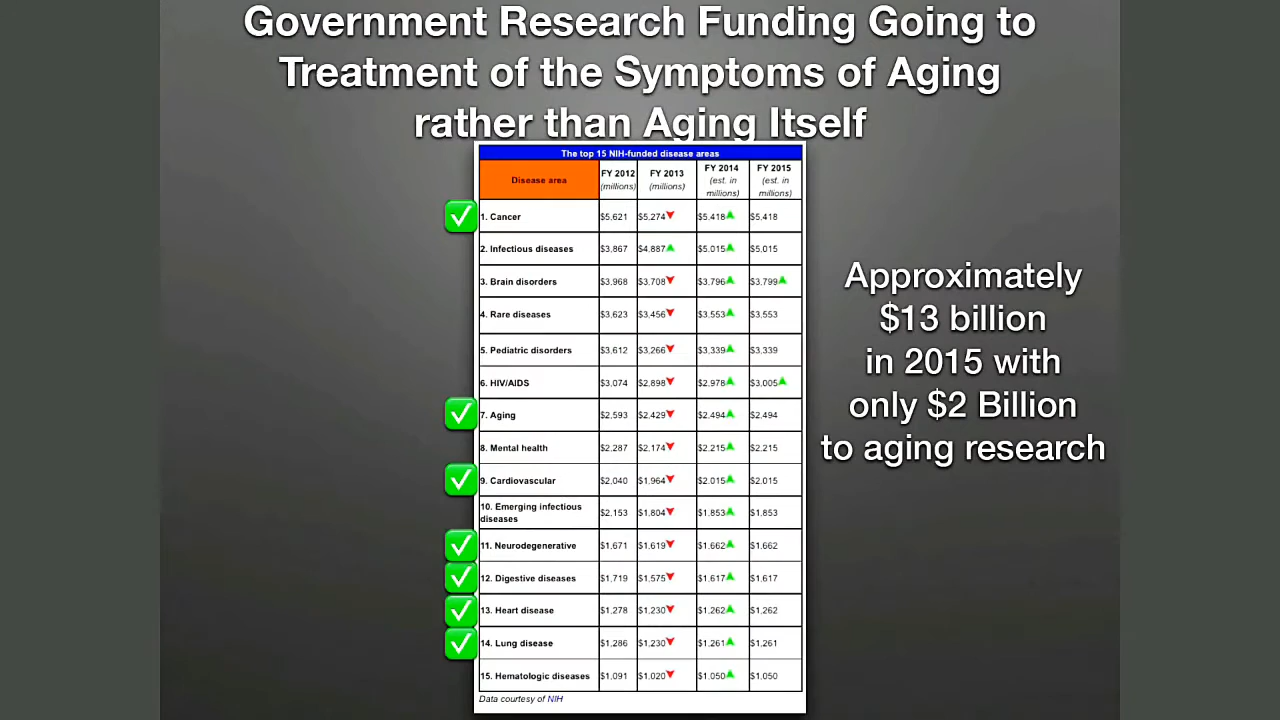 Government Research Funding Going to
Treatment of the Symptoms of Aging
rather than Aging Itself
The top 15 NIH-funded disease areas
Disease area FY 2012 (millions) FY 2013 (millions) FY 2014 (est. in millions) FY 2015 (est. in millions)
1. Cancer $5,621 $5,274 $5,418 $5,418
2. Infectious diseases $3,867 $4,887 $5,015 $5,015
3. Brain disorders $3,968 $3,708 $3,796 $3,799
4. Rare diseases $3,623 $3,456 $3,553 $3,553
5. Pediatric disorders $3,612 $3,266 $3,339 $3,339
6. HIV/AIDS $3,074 $2,898 $2,978 $3,005
7. Aging $2,593 $2,429 $2,494 $2,494
8. Mental health $2,287 $2,174 $2,215 $2,215
9. Cardiovascular $2,040 $1,964 $2,015 $2,015
10. Emerging infectious diseases $2,153 $1,804 $1,853 $1,853
11. Neurodegenerative $1,671 $1,619 $1,662 $1,662
12. Digestive diseases $1,719 $1,575 $1,617 $1,617
13. Heart disease $1,278 $1,230 $1,262 $1,262
14. Lung disease $1,286 $1,230 $1,261 $1,261
15. Hematologic diseases $1,091 $1,020 $1,050 $1,050
Data courtesy of NIH
Approximately
$13 billion
in 2015 with
only $2 Billion
to aging research